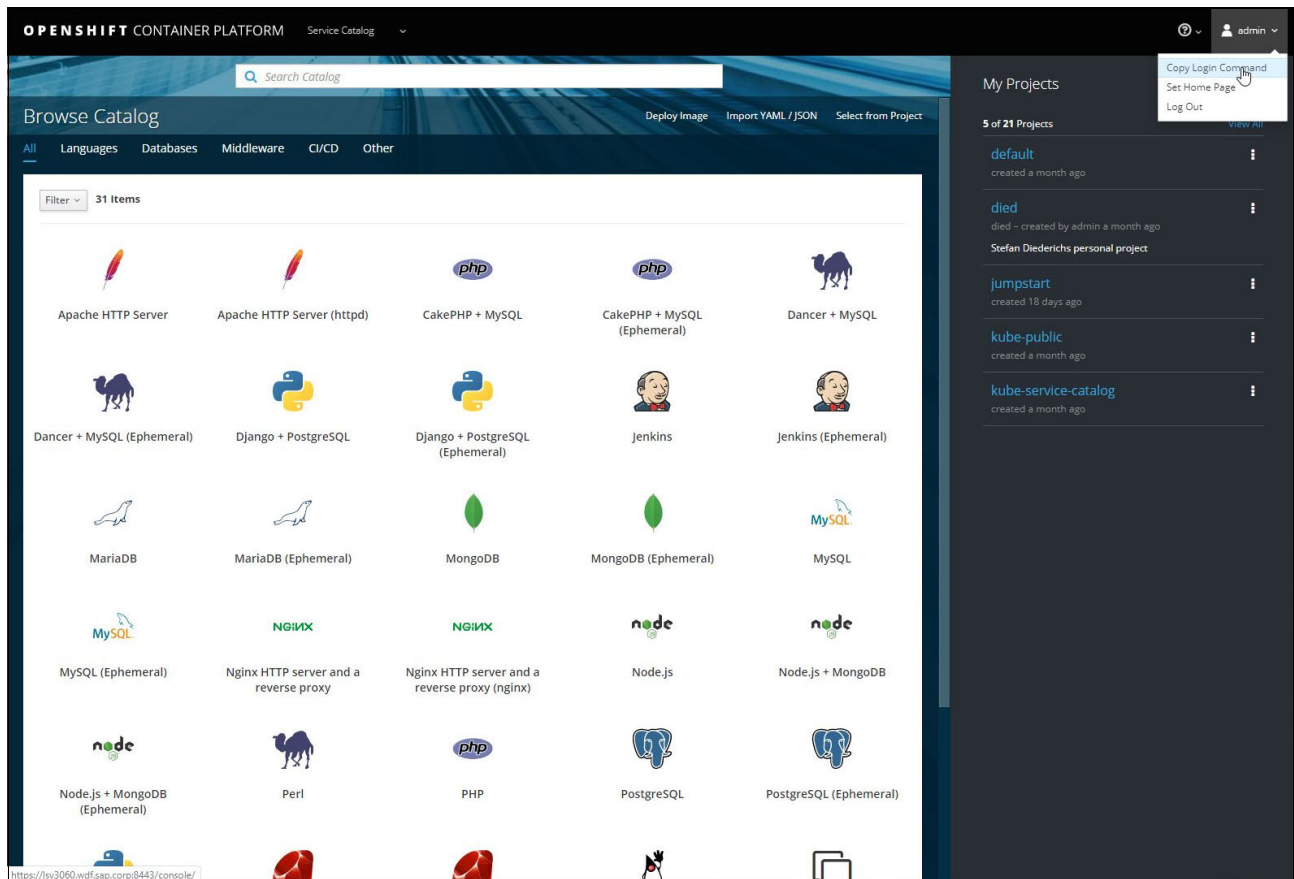 OPENSHIFT CONTAINER PLATFORM Service Catalog
admin
Copy Login Command
Set Home Page
Log Out
Search Catalog
Browse Catalog
Deploy Image Import YAML / JSON Select from Project
All Languages Databases Middleware CI/CD Other
Filter 31 Items
Apache HTTP Server
Apache HTTP Server (httpd)
php
CakePHP + MySQL
php
CakePHP + MySQL
(Ephemeral)
Dancer + MySQL
Dancer + MySQL (Ephemeral)
Django + PostgreSQL
Django + PostgreSQL
(Ephemeral)
Jenkins
Jenkins (Ephemeral)
MariaDB
MariaDB (Ephemeral)
MongoDB
MongoDB (Ephemeral)
MySQL
MySQL
MySQL
MySQL (Ephemeral)
NGINX
Nginx HTTP server and a
reverse proxy
NGINX
Nginx HTTP server and a
reverse proxy (nginx)
node
Node.js
node
Node.js + MongoDB
node
Node.js + MongoDB
(Ephemeral)
Perl
php
PHP
PostgreSQL
PostgreSQL (Ephemeral)
https://lsv3060.wdf.sap.corp:8443/console/
My Projects
5 of 21 Projects View All
default
created a month ago
died
died – created by admin a month ago
Stefan Diederichs personal project
jumpstart
created 18 days ago
kube-public
created a month ago
kube-service-catalog
created a month ago